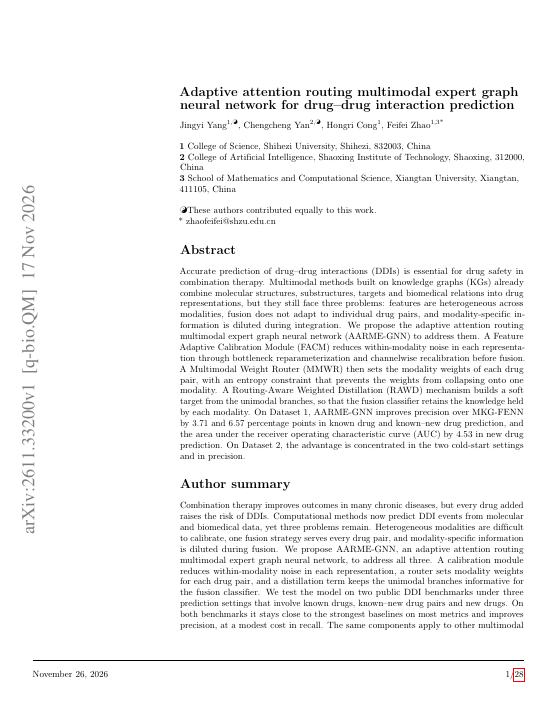 Adaptive attention routing multimodal expert graph
neural network for drug–drug interaction prediction
Jingyi Yang1,◕, Chengcheng Yan2,◕, Hongri Cong1, Feifei Zhao1,3*
1 College of Science, Shihezi University, Shihezi, 832003, China
2 College of Artificial Intelligence, Shaoxing Institute of Technology, Shaoxing, 312000,
China
3 School of Mathematics and Computational Science, Xiangtan University, Xiangtan,
411105, China
◕These authors contributed equally to this work.
* zhaofeifei@shzu.edu.cn
Abstract
Accurate prediction of drug–drug interactions (DDIs) is essential for drug safety in
combination therapy. Multimodal methods built on knowledge graphs (KGs) already
combine molecular structures, substructures, targets and biomedical relations into drug
representations, but they still face three problems: features are heterogeneous across
modalities, fusion does not adapt to individual drug pairs, and modality-specific in-
formation is diluted during integration. We propose the adaptive attention routing
multimodal expert graph neural network (AARME-GNN) to address them. A Feature
Adaptive Calibration Module (FACM) reduces within-modality noise in each representa-
tion through bottleneck reparameterization and channelwise recalibration before fusion.
A Multimodal Weight Router (MMWR) then sets the modality weights of each drug
pair, with an entropy constraint that prevents the weights from collapsing onto one
modality. A Routing-Aware Weighted Distillation (RAWD) mechanism builds a soft
target from the unimodal branches, so that the fusion classifier retains the knowledge
held by each modality. On Dataset 1, AARME-GNN improves precision over MKG-FENN
by 3.71 and 6.57 percentage points in known drug and known–new drug prediction, and
the area under the receiver operating characteristic curve (AUC) by 4.53 in new drug
prediction. On Dataset 2, the advantage is concentrated in the two cold-start settings
and in precision.
Author summary
Combination therapy improves outcomes in many chronic diseases, but every drug added
raises the risk of DDIs. Computational methods now predict DDI events from molecular
and biomedical data, yet three problems remain. Heterogeneous modalities are difficult
to calibrate, one fusion strategy serves every drug pair, and modality-specific information
is diluted during fusion. We propose AARME-GNN, an adaptive attention routing
multimodal expert graph neural network, to address all three. A calibration module
reduces within-modality noise in each representation, a router sets modality weights
for each drug pair, and a distillation term keeps the unimodal branches informative for
the fusion classifier. We test the model on two public DDI benchmarks under three
prediction settings that involve known drugs, known–new drug pairs and new drugs. On
both benchmarks it stays close to the strongest baselines on most metrics and improves
precision, at a modest cost in recall. The same components apply to other multimodal
November 26, 2026
1/28
arXiv:2611.33200v1 [q-bio.QM] 17 Nov 2026